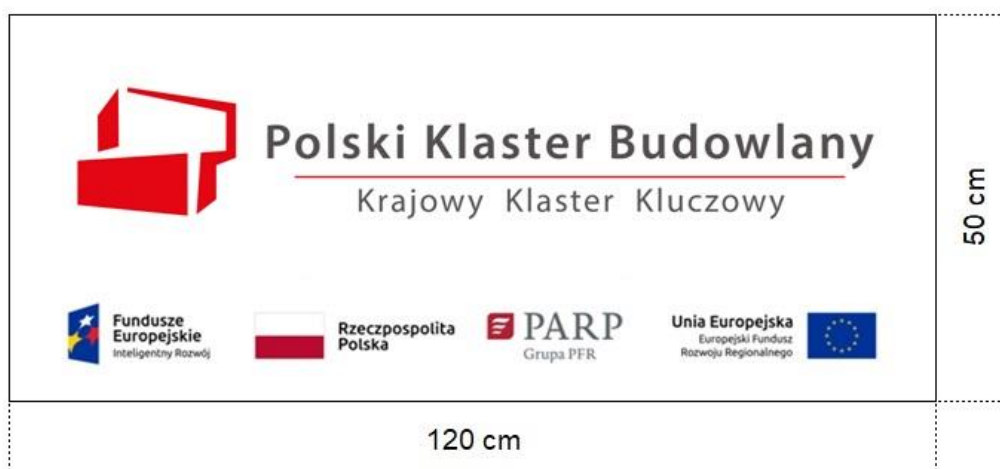 Polski Klaster Budowlany
Krajowy Klaster Kluczowy
Fundusze
Europejskie
Inteligentny Rozwój
Rzeczpospolita
Polska
PARP
Grupa PFR
Unia Europejska
Europejski Fundusz
Rozwoju Regionalnego
50 cm
120 cm